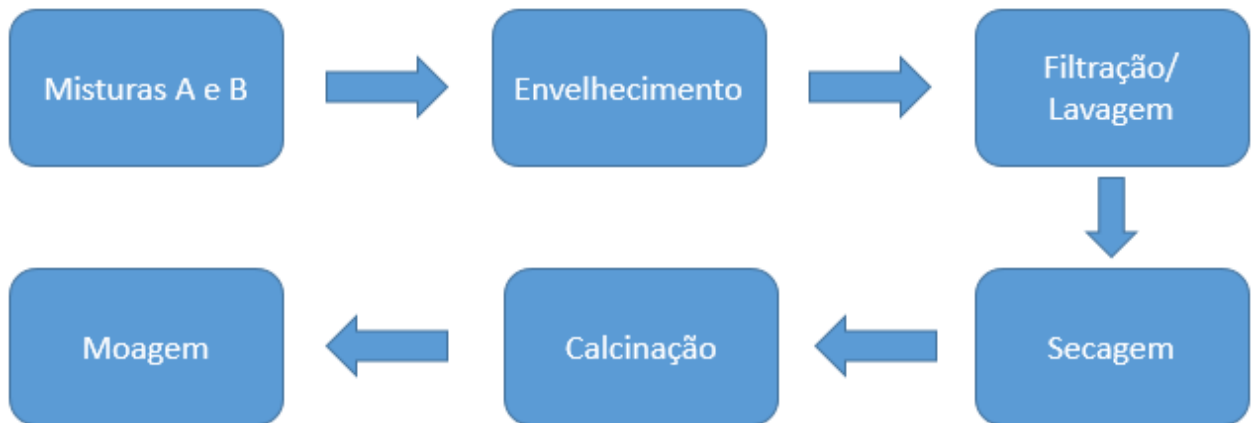 Misturas A e B
Envelhecimento
Filtração/
Lavagem
Secagem
Calcinação
Moagem